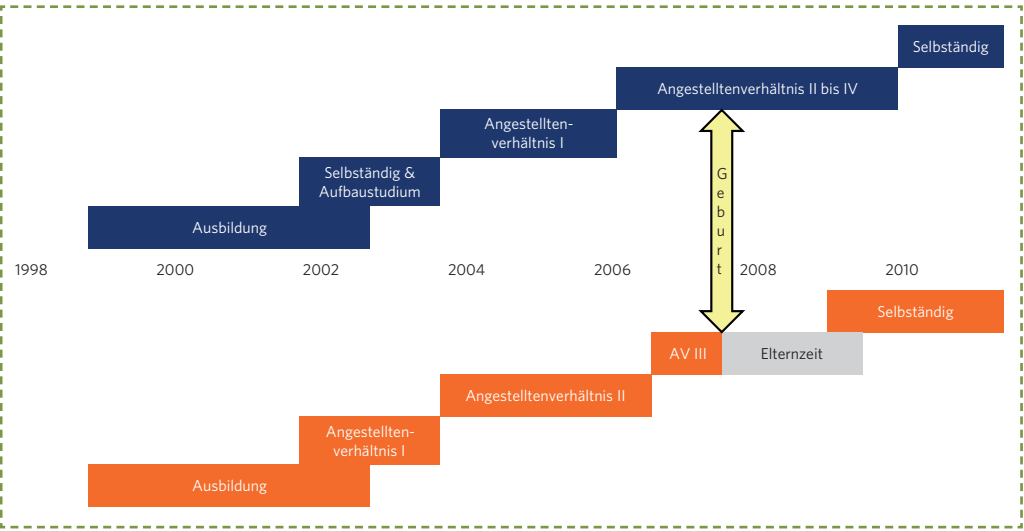 Selbständig
Angestelltenverhältnis II bis IV
Angestellten-
verhältnis I
Selbständig &
Aufbaustudium
Ausbildung
Geburt
1998 2000 2002 2004 2006 2008 2010
Selbständig
AV III Elternzeit
Angestelltenverhältnis II
Angestellten-
verhältnis I
Ausbildung